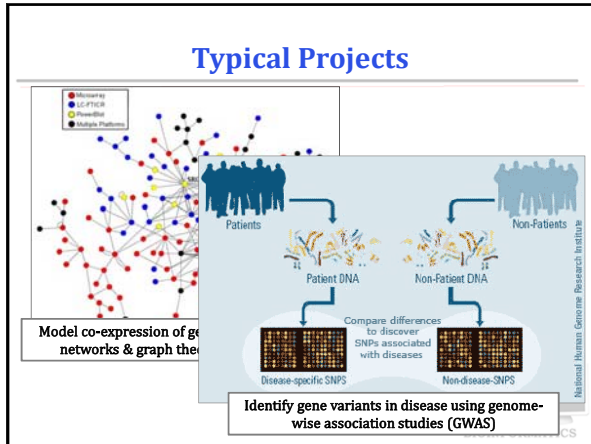 Typical Projects
Microarray
LC-FTICR
PowerBlot
Multiple Platforms
Model co-expression of ge
networks & graph theo
Patients
Non-Patients
Patient DNA
Non-Patient DNA
Compare differences
to discover
SNPs associated
with diseases
Disease-specific SNPS
Non-disease-SNPS
National Human Genome Research Institute
Identify gene variants in disease using genome-
wise association studies (GWAS)